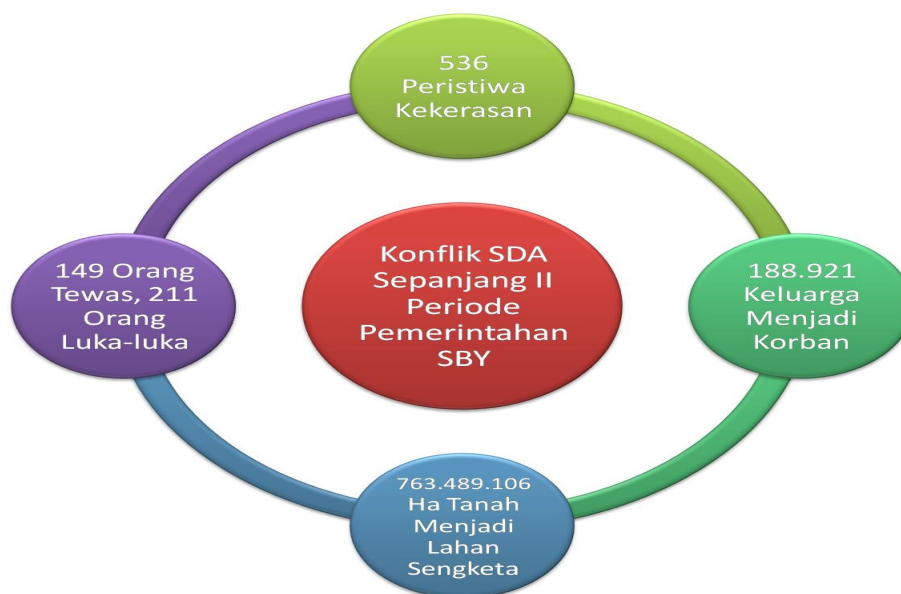 536
Peristiwa
Kekerasan
188.921
Keluarga
Menjadi
Korban
763.489.106
Ha Tanah
Menjadi
Lahan
Sengketa
149 Orang
Tewas, 211
Orang
Luka-luka
Konflik SDA
Sepanjang II
Periode
Pemerintahan
SBY